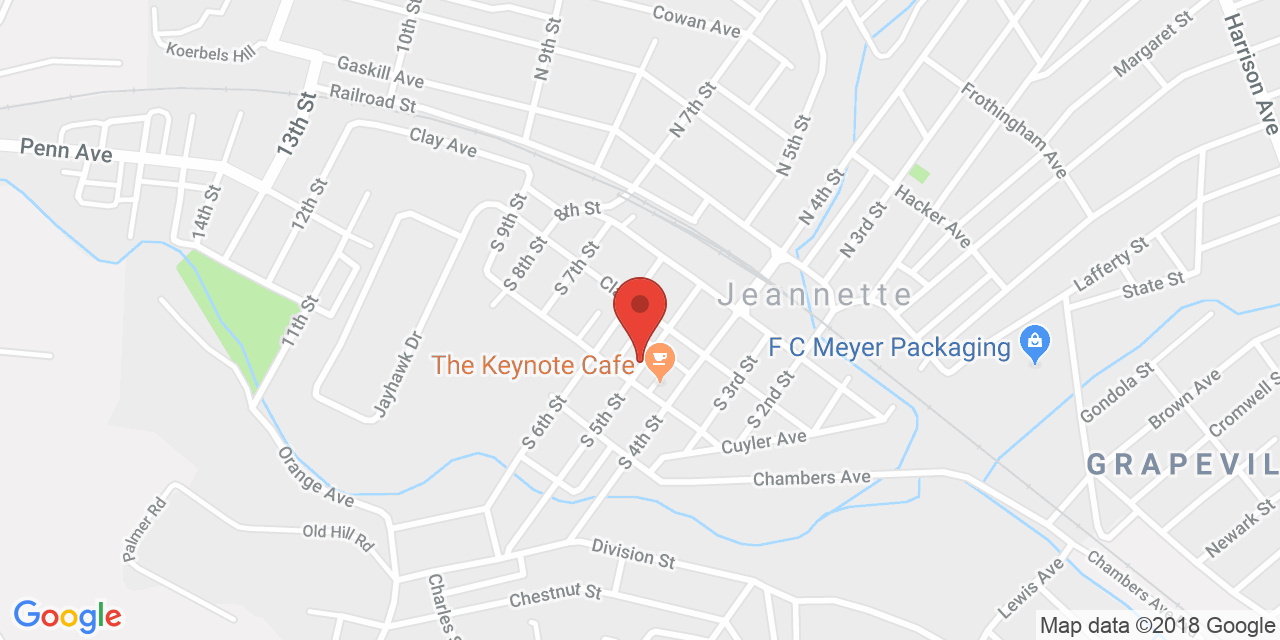 Cowan Ave
10th St
N 9th St
Koerbels Hill
Gaskill Ave
Margaret St
Harrison Ave
Railroad St
N 7th St
Frothingham Ave
13th St
Clay Ave
N 5th St
Penn Ave
N 4th St
Hacker Ave
12th St
14th St
S 9th St
8th St
N 3rd St
S 8th St
S 7th St
Lafferty St
State St
Jeannette
11th St
Jayhawk Dr
F C Meyer Packaging
The Keynote Cafe
S 3rd St
S 2nd St
Gondola St
Brown Ave
Cromwell S
S 6th St
S 5th St
S 4th St
Cuyler Ave
Orange Ave
Chambers Ave
GRAPEVIL
Palmer Rd
Old Hill Rd
Newark St
Division St
Chambers Ave
Lewis Ave
Charles S
Chestnut St
Google
Map data ©2018 Google